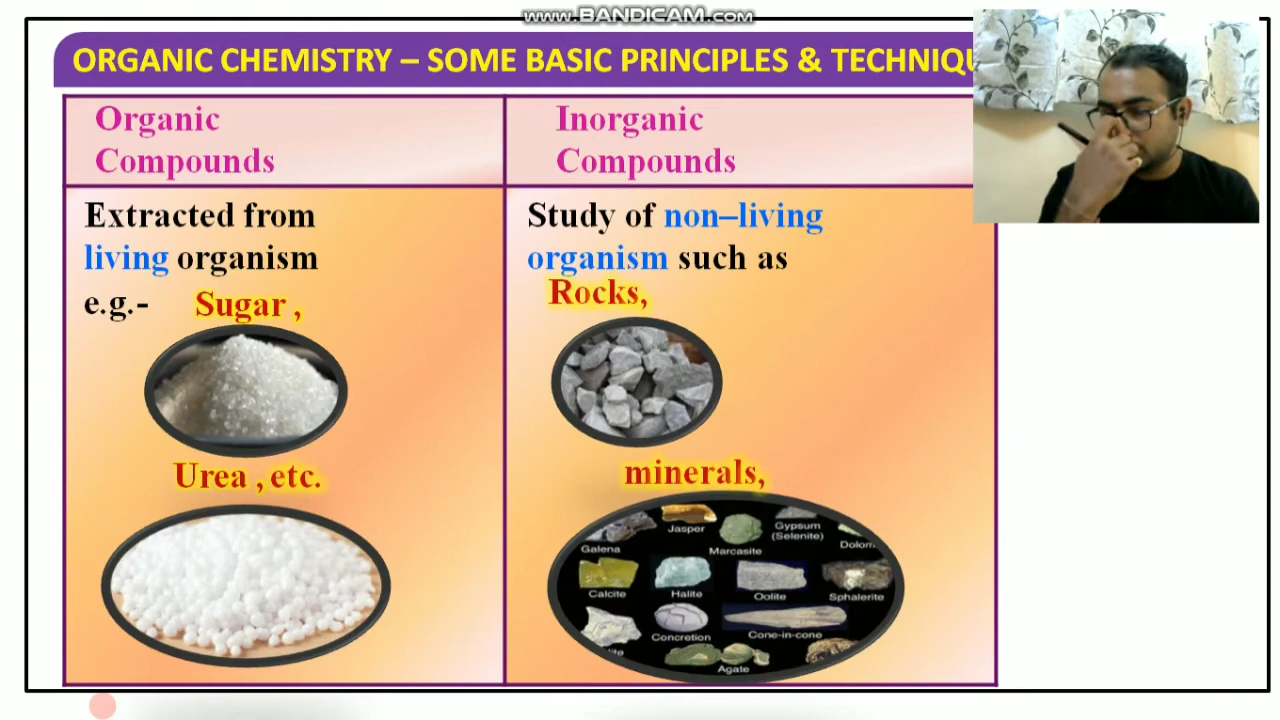 www.BANDICAM.com
ORGANIC CHEMISTRY – SOME BASIC PRINCIPLES & TECHNIQU
Organic
Compounds
Inorganic
Compounds
Extracted from
living organism
e.g.- Sugar ,
Urea , etc.
Study of non–living
organism such as
Rocks,
minerals,
Galena
Jasper
Marcasite
Gypsum
(Selenite)
Dolom
Calcite
Halite
Oolite
Sphalerite
Concretion
Cone-in-cone
Agate